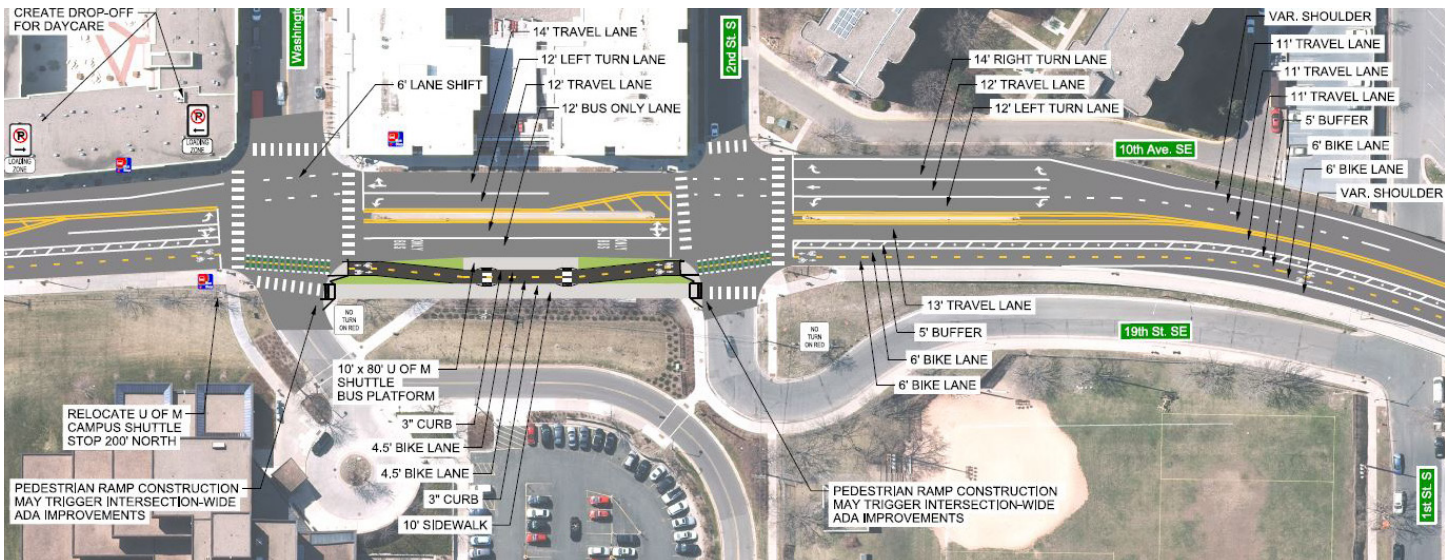 CREATE DROP-OFF
FOR DAYCARE
LOADING
ZONE
LOADING
ZONE
Washington
6' LANE SHIFT
14' TRAVEL LANE
12' LEFT TURN LANE
12' TRAVEL LANE
12' BUS ONLY LANE
2nd St. S
14' RIGHT TURN LANE
12' TRAVEL LANE
12' LEFT TURN LANE
10th Ave. SE
VAR. SHOULDER
11' TRAVEL LANE
11' TRAVEL LANE
11' TRAVEL LANE
5' BUFFER
6' BIKE LANE
6' BIKE LANE
VAR. SHOULDER
BUS
ONLY
BUS
ONLY
NO
TURN
ON RED
10' x 80' U OF M
SHUTTLE
BUS PLATFORM
3" CURB
4.5' BIKE LANE
4.5' BIKE LANE
3" CURB
10' SIDEWALK
RELOCATE U OF M
CAMPUS SHUTTLE
STOP 200' NORTH
PEDESTRIAN RAMP CONSTRUCTION
MAY TRIGGER INTERSECTION-WIDE
ADA IMPROVEMENTS
NO
TURN
ON RED
13' TRAVEL LANE
5' BUFFER
6' BIKE LANE
6' BIKE LANE
19th St. SE
PEDESTRIAN RAMP CONSTRUCTION
MAY TRIGGER INTERSECTION-WIDE
ADA IMPROVEMENTS
1st St. S